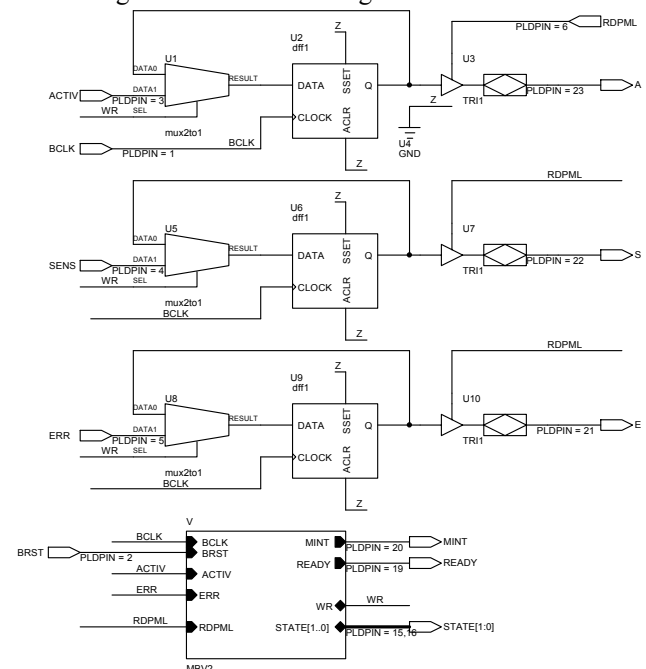 RDPML
PLDPIN = 6
Z
U2
dff1
U1
U3
DATA0
SSET
DATA1
RESULT
DATA
Q
ACTIV
PLDPIN = 3
WR
SEL
TRI1
PLDPIN = 23
A
Z
mux2to1
CLOCK
ACLR
U4
GND
BCLK
PLDPIN = 1
BCLK
Z
Z
RDPML
U6
dff1
U5
U7
DATA0
SSET
DATA1
RESULT
DATA
Q
SENS
PLDPIN = 4
WR
SEL
TRI1
PLDPIN = 22
S
mux2to1
BCLK
CLOCK
ACLR
Z
Z
RDPML
U9
dff1
U8
U10
DATA0
SSET
DATA1
RESULT
DATA
Q
ERR
PLDPIN = 5
WR
SEL
TRI1
PLDPIN = 21
E
mux2to1
BCLK
CLOCK
ACLR
Z
V
BCLK
BCLK
MINT
PLDPIN = 20
MINT
BRST
PLDPIN = 2
BRST
READY
PLDPIN = 19
READY
ACTIV
ACTIV
ERR
ERR
WR
WR
RDPML
RDPML
STATE[1..0]
PLDPIN = 15,16
STATE[1:0]